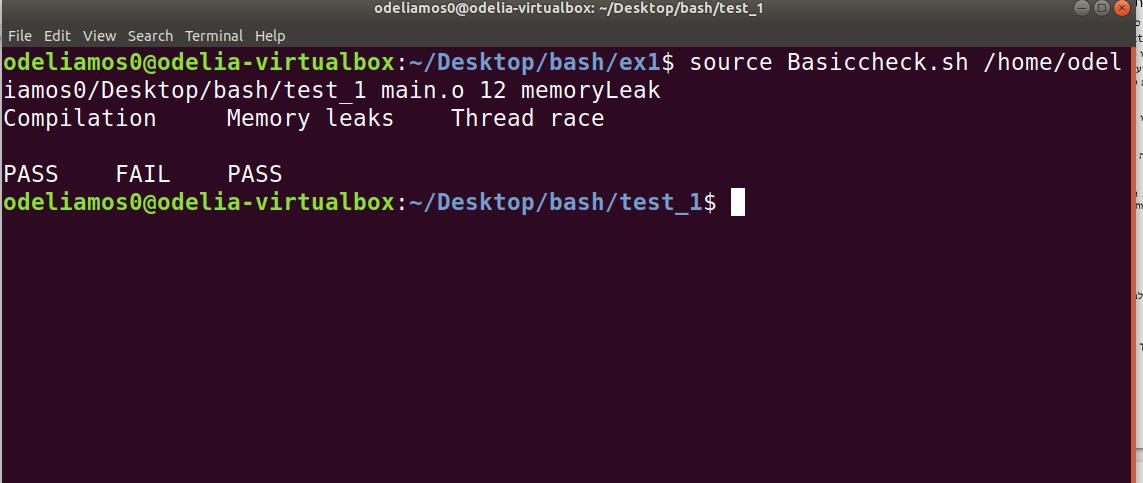 odeliamos0@odelia-virtualbox: ~/Desktop/bash/test_1
File Edit View Search Terminal Help
odeliamos0@odelia-virtualbox:~/Desktop/bash/ex1$ source Basiccheck.sh /home/odel
iamos0/Desktop/bash/test_1 main.o 12 memoryLeak
Compilation Memory leaks Thread race
PASS FAIL PASS
odeliamos0@odelia-virtualbox:~/Desktop/bash/test_1$